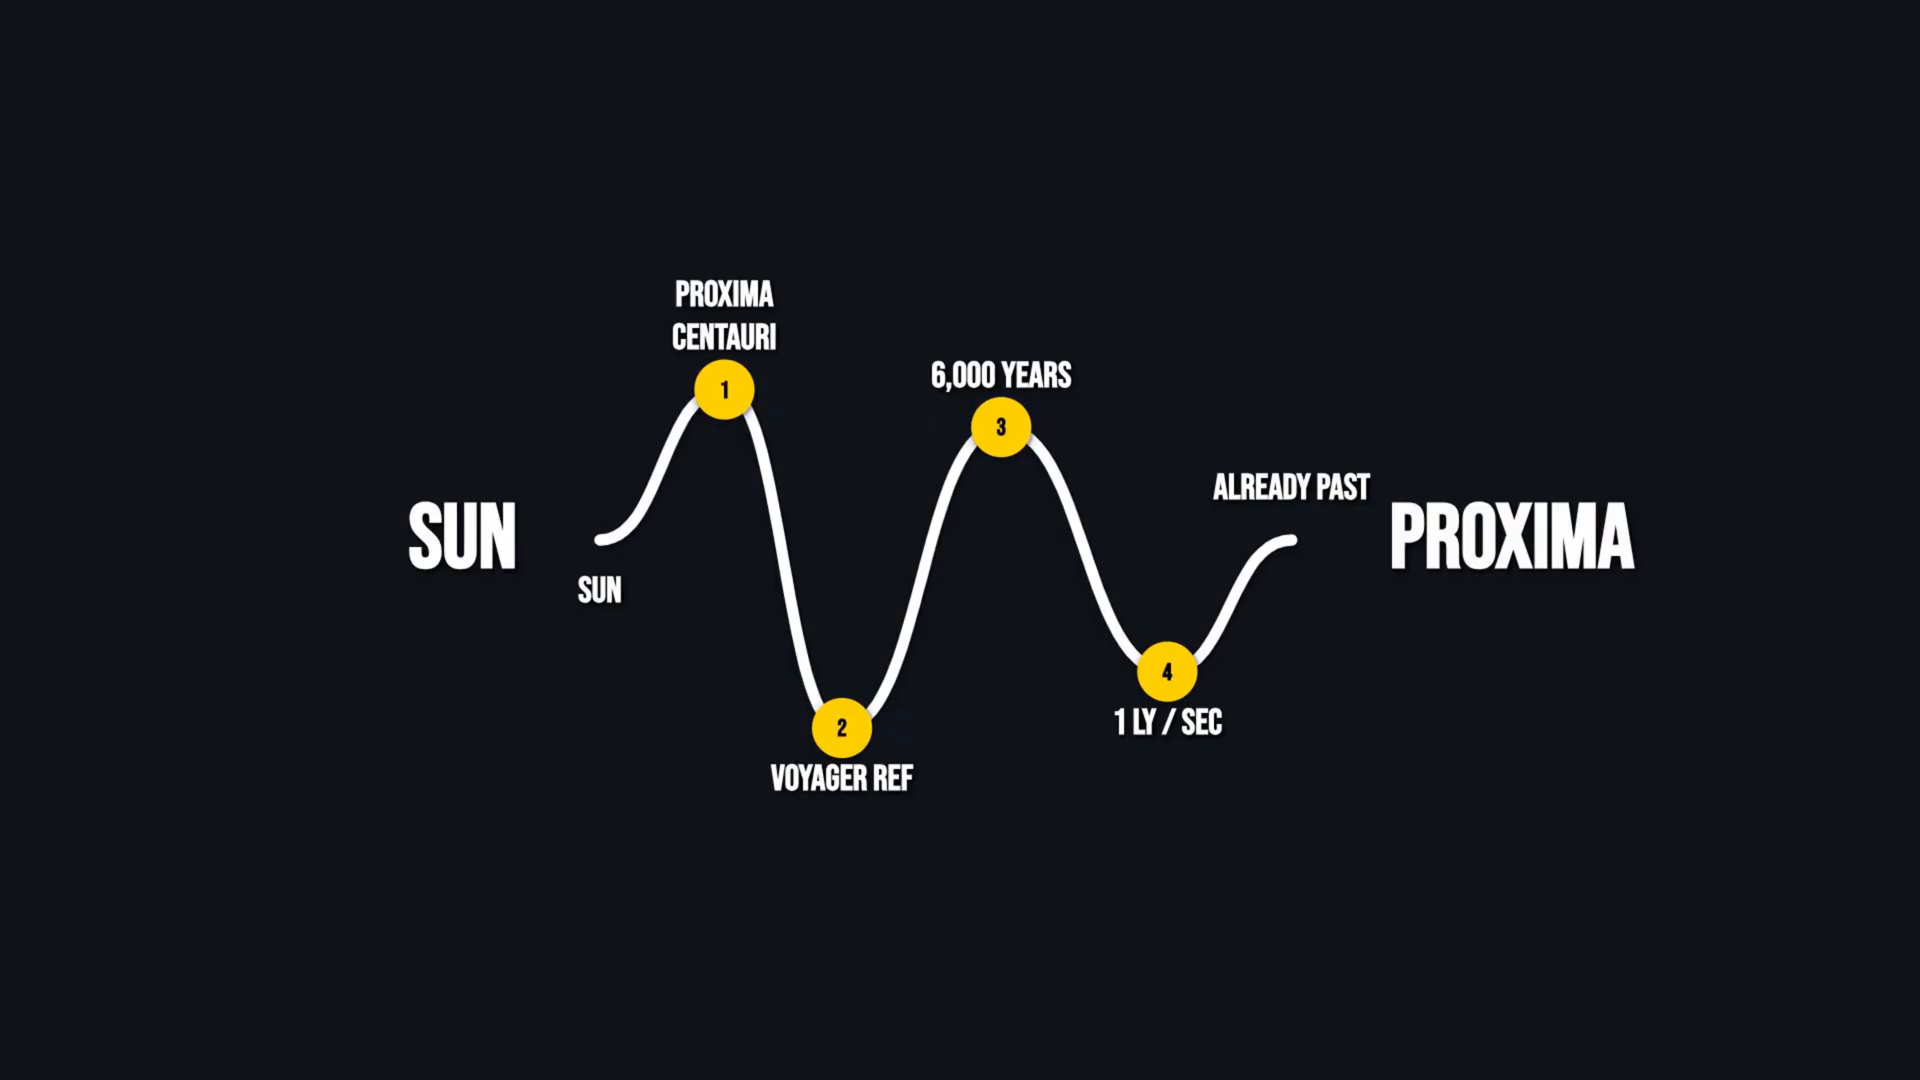 SUN
SUN
PROXIMA
CENTAURI
1
2
VOYAGER REF
6,000 YEARS
3
4
1 LY / SEC
ALREADY PAST
PROXIMA